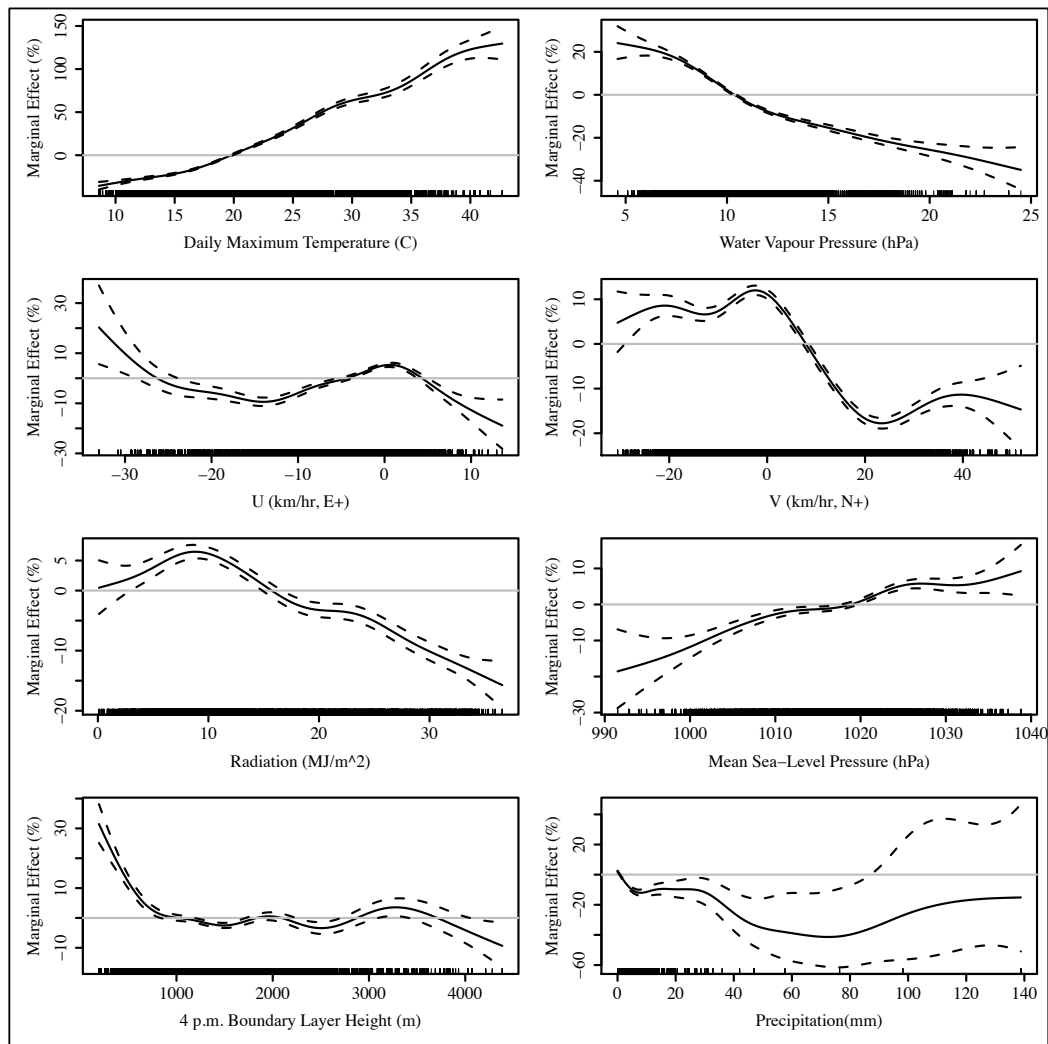 Marginal Effect (%)
0 50 100 150
10 15 20 25 30 35 40
Daily Maximum Temperature (C)
Marginal Effect (%)
−40 −20 0 20
5 10 15 20 25
Water Vapour Pressure (hPa)
Marginal Effect (%)
−30 −10 10 30
−30 −20 −10 0 10
U (km/hr, E+)
Marginal Effect (%)
−20 −10 0 10
−20 0 20 40
V (km/hr, N+)
Marginal Effect (%)
−20 −10 0 5
0 10 20 30
Radiation (MJ/m^2)
Marginal Effect (%)
−30 −10 0 10
990 1000 1010 1020 1030 1040
Mean Sea−Level Pressure (hPa)
Marginal Effect (%)
−10 0 10 30
1000 2000 3000 4000
4 p.m. Boundary Layer Height (m)
Marginal Effect (%)
−60 −20 0 20
0 20 40 60 80 100 120 140
Precipitation(mm)